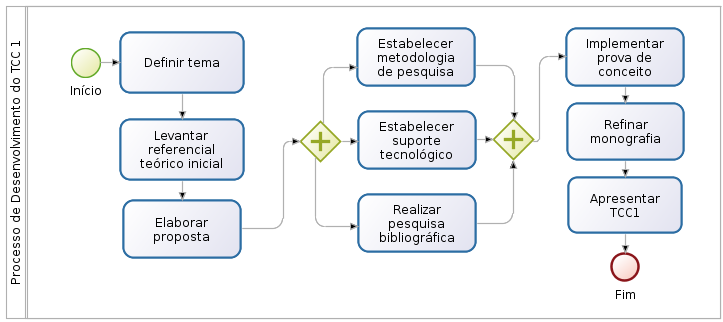 Processo de Desenvolvimento do TCC 1
Início
Definir tema
Levantar
referencial
teórico inicial
Elaborar
proposta
Estabelecer
metodologia
de pesquisa
Estabelecer
suporte
tecnológico
Realizar
pesquisa
bibliográfica
Implementar
prova de
conceito
Refinar
monografia
Apresentar
TCC1
Fim